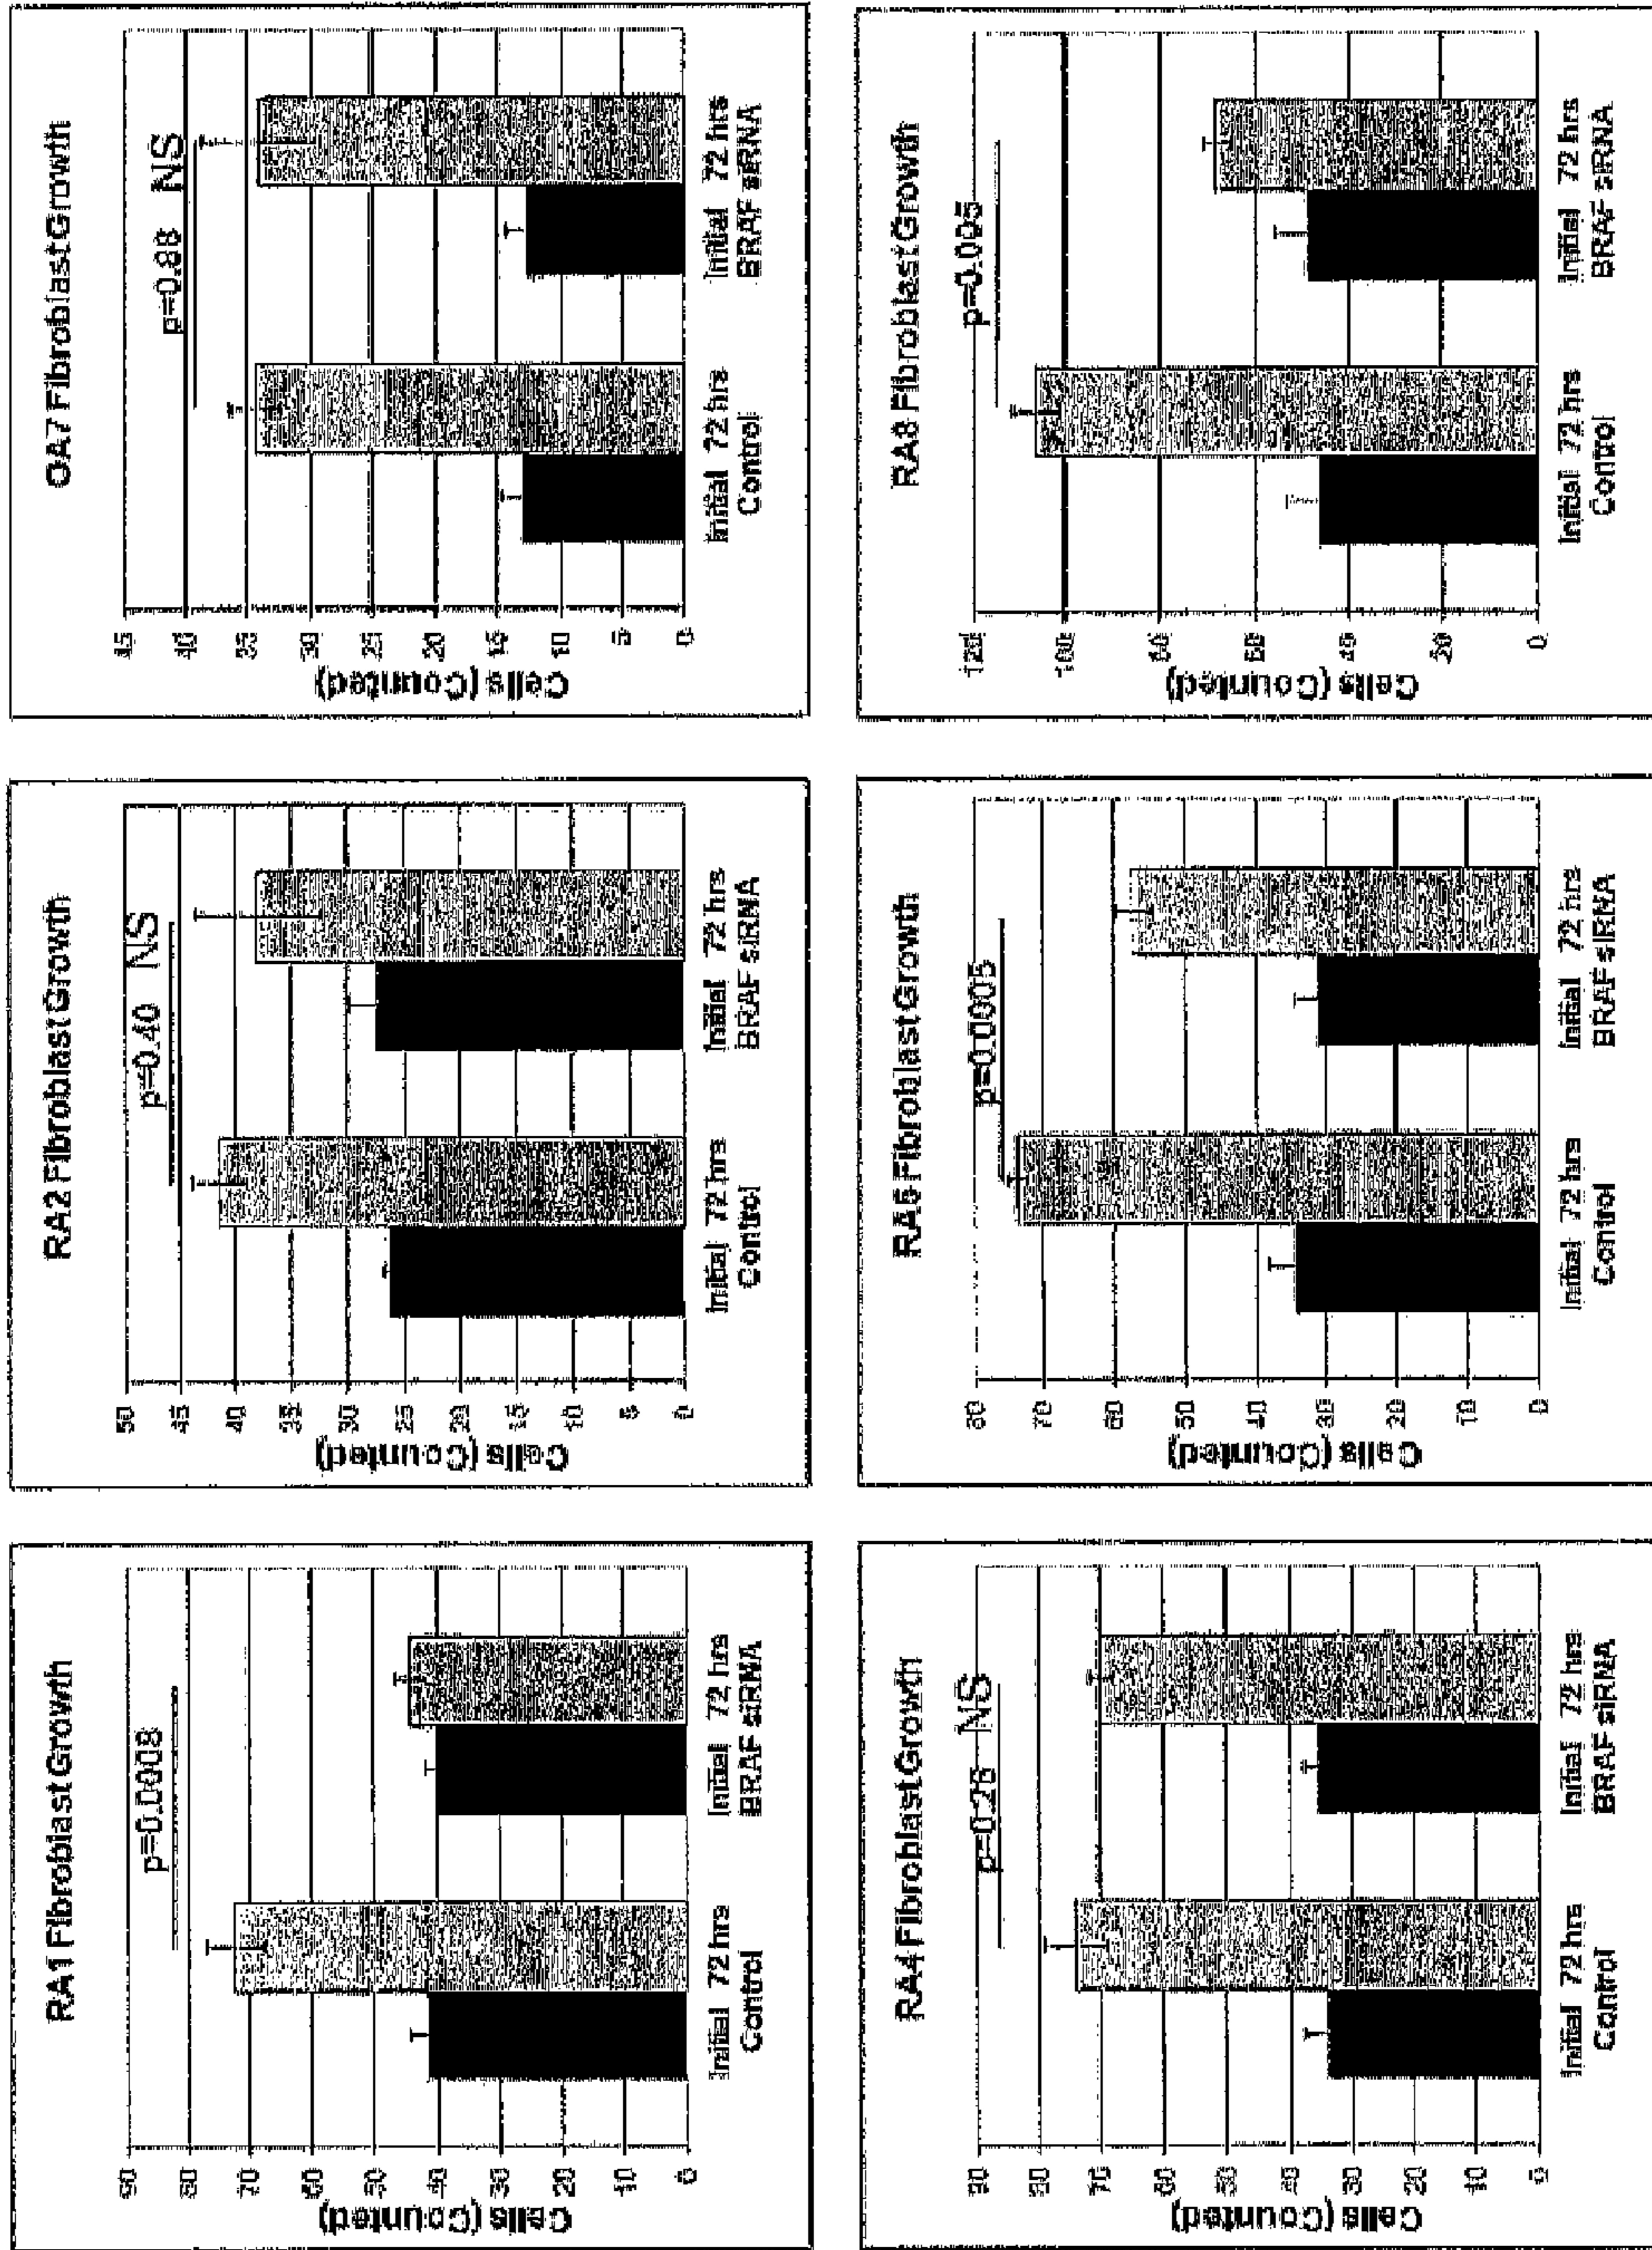 RA1 Fibroblast Growth
p=0.0008
Cells (Counted)
90
80
70
60
50
40
30
20
10
0
Initial 72 hrs Initial 72 hrs
Control BRAF siRNA
RA2 Fibroblast Growth
p=0.40 NS
Cells (Counted)
50
45
40
35
30
25
20
15
10
5
0
Initial 72 hrs Initial 72 hrs
Control BRAF siRNA
OA7 Fibroblast Growth
p=0.88 NS
Cells (Counted)
45
40
35
30
25
20
15
10
5
0
Initial 72 hrs Initial 72 hrs
Control BRAF siRNA
RA4 Fibroblast Growth
p=0.26 NS
Cells (Counted)
90
80
70
60
50
40
30
20
10
0
Initial 72 hrs Initial 72 hrs
Control BRAF siRNA
Fibroblast Growth
p=0.0005
Cells (Counted)
80
70
60
50
40
30
20
10
0
Initial 72 hrs Initial 72 hrs
Control BRAF siRNA
RA8 Fibroblast Growth
p=0.005
Cells (Counted)
120
100
80
60
40
20
0
Initial 72 hrs Initial 72 hrs
Control BRAF siRNA